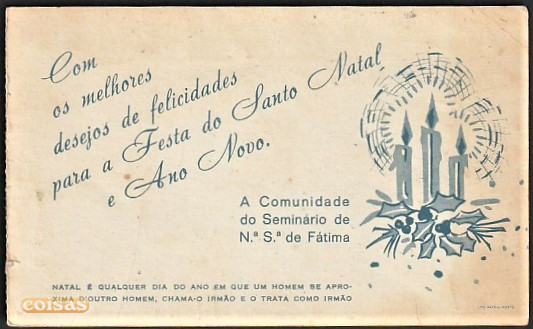 Com
os melhores
desejos de felicidades
para a Festa do Santo Natal
e Ano Novo.
A Comunidade
do Seminário de
N.ª S.ª de Fátima
NATAL É QUALQUER DIA DO ANO EM QUE UM HOMEM SE APRO-
XIMA D'OUTRO HOMEM, CHAMA-O IRMÃO E O TRATA COMO IRMÃO
coisas